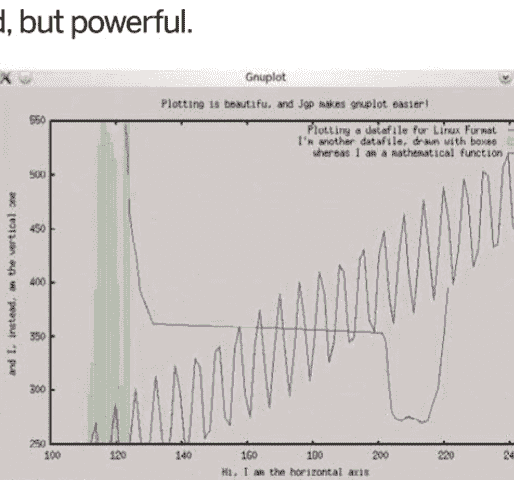 d, but powerful.
Gnuplot
Plotting is beautifu, and Jgp makes gnuplot easier!
Plotting a datafile for Linux Format
I'm another datafile, drawn with boxes
whereas I am a mathematical function
550
500
450
400
350
300
250
and I, instead, am the vertical one
100 120 140 160 180 200 220 24
Hi, I am the horizontal axis